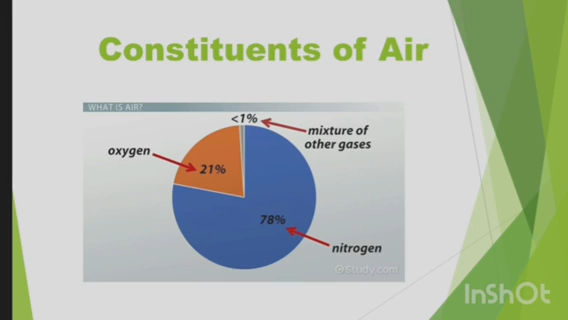 Constituents of Air
WHAT IS AIR?
<1%
mixture of
other gases
oxygen
21%
78%
nitrogen
Study.com
InShOt